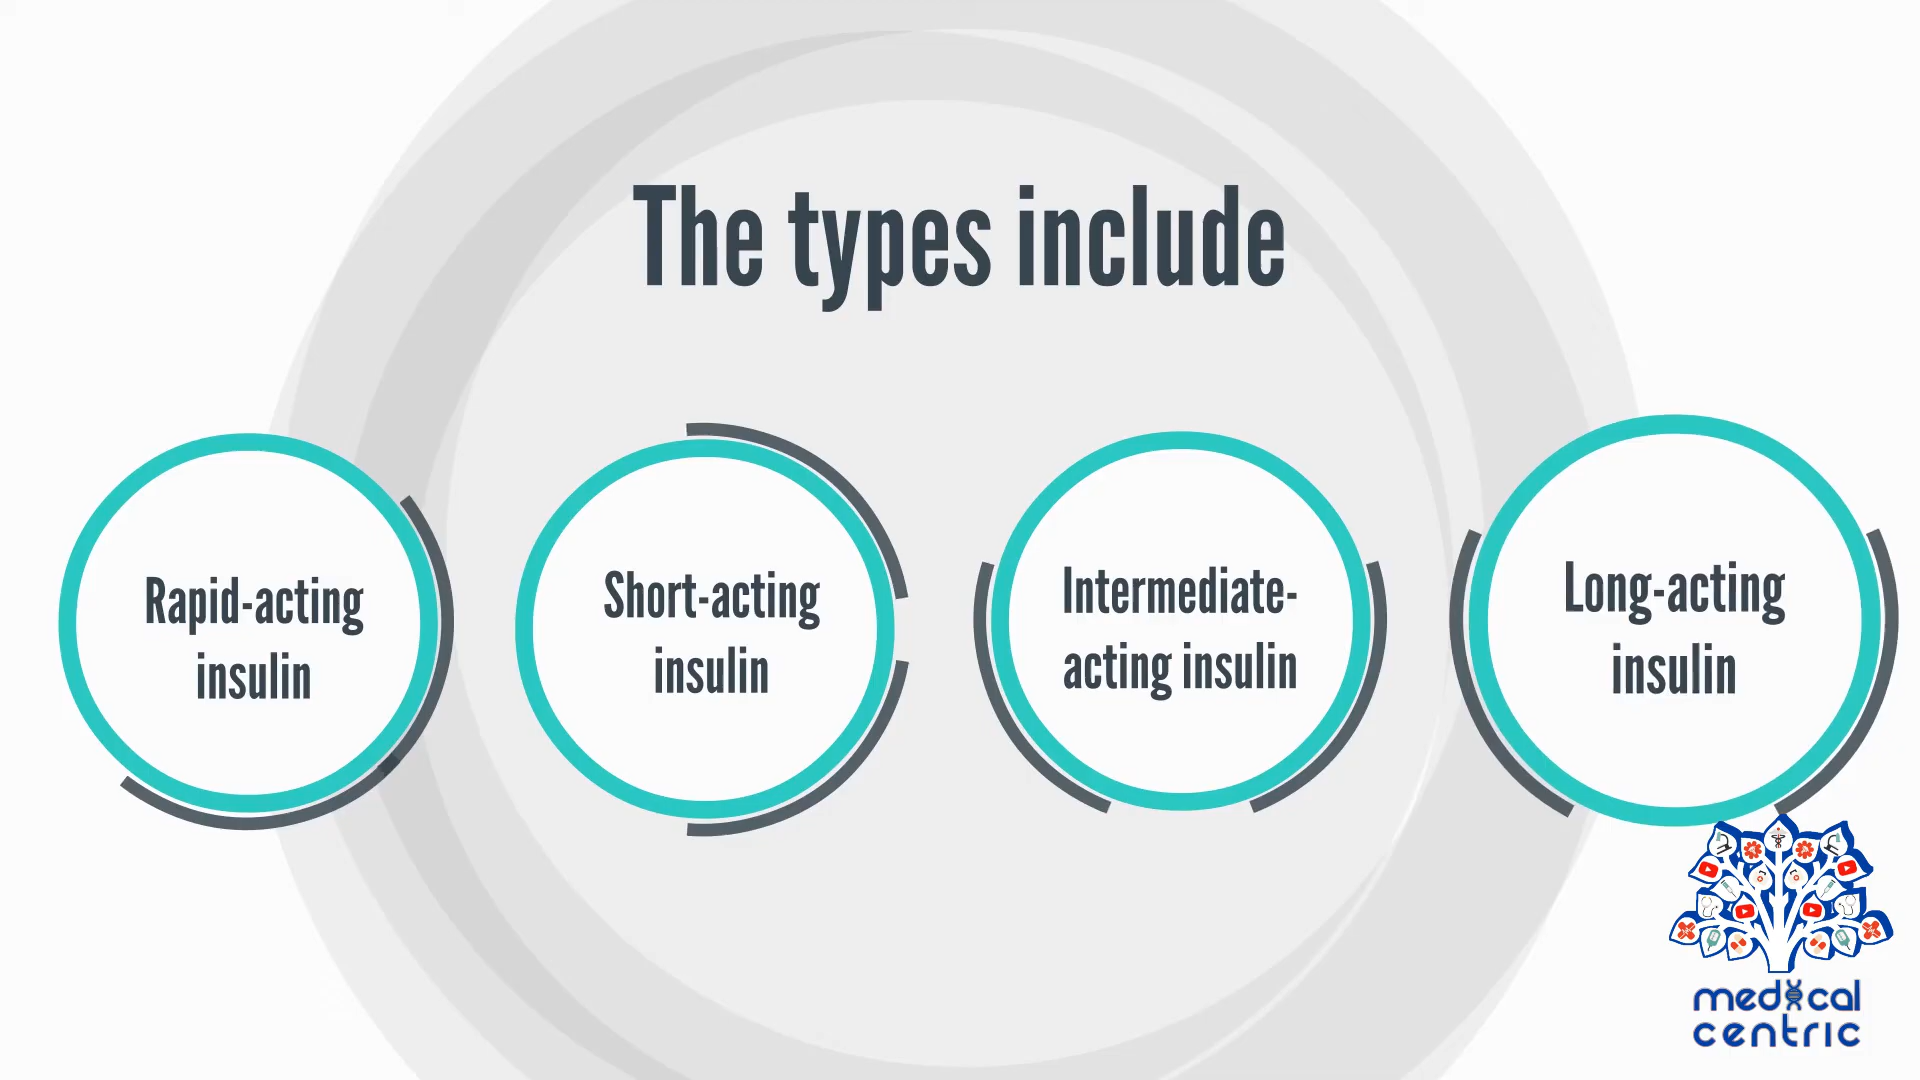 The types include
Rapid-acting
insulin
Short-acting
insulin
Intermediate-
acting insulin
Long-acting
insulin
medical
centric